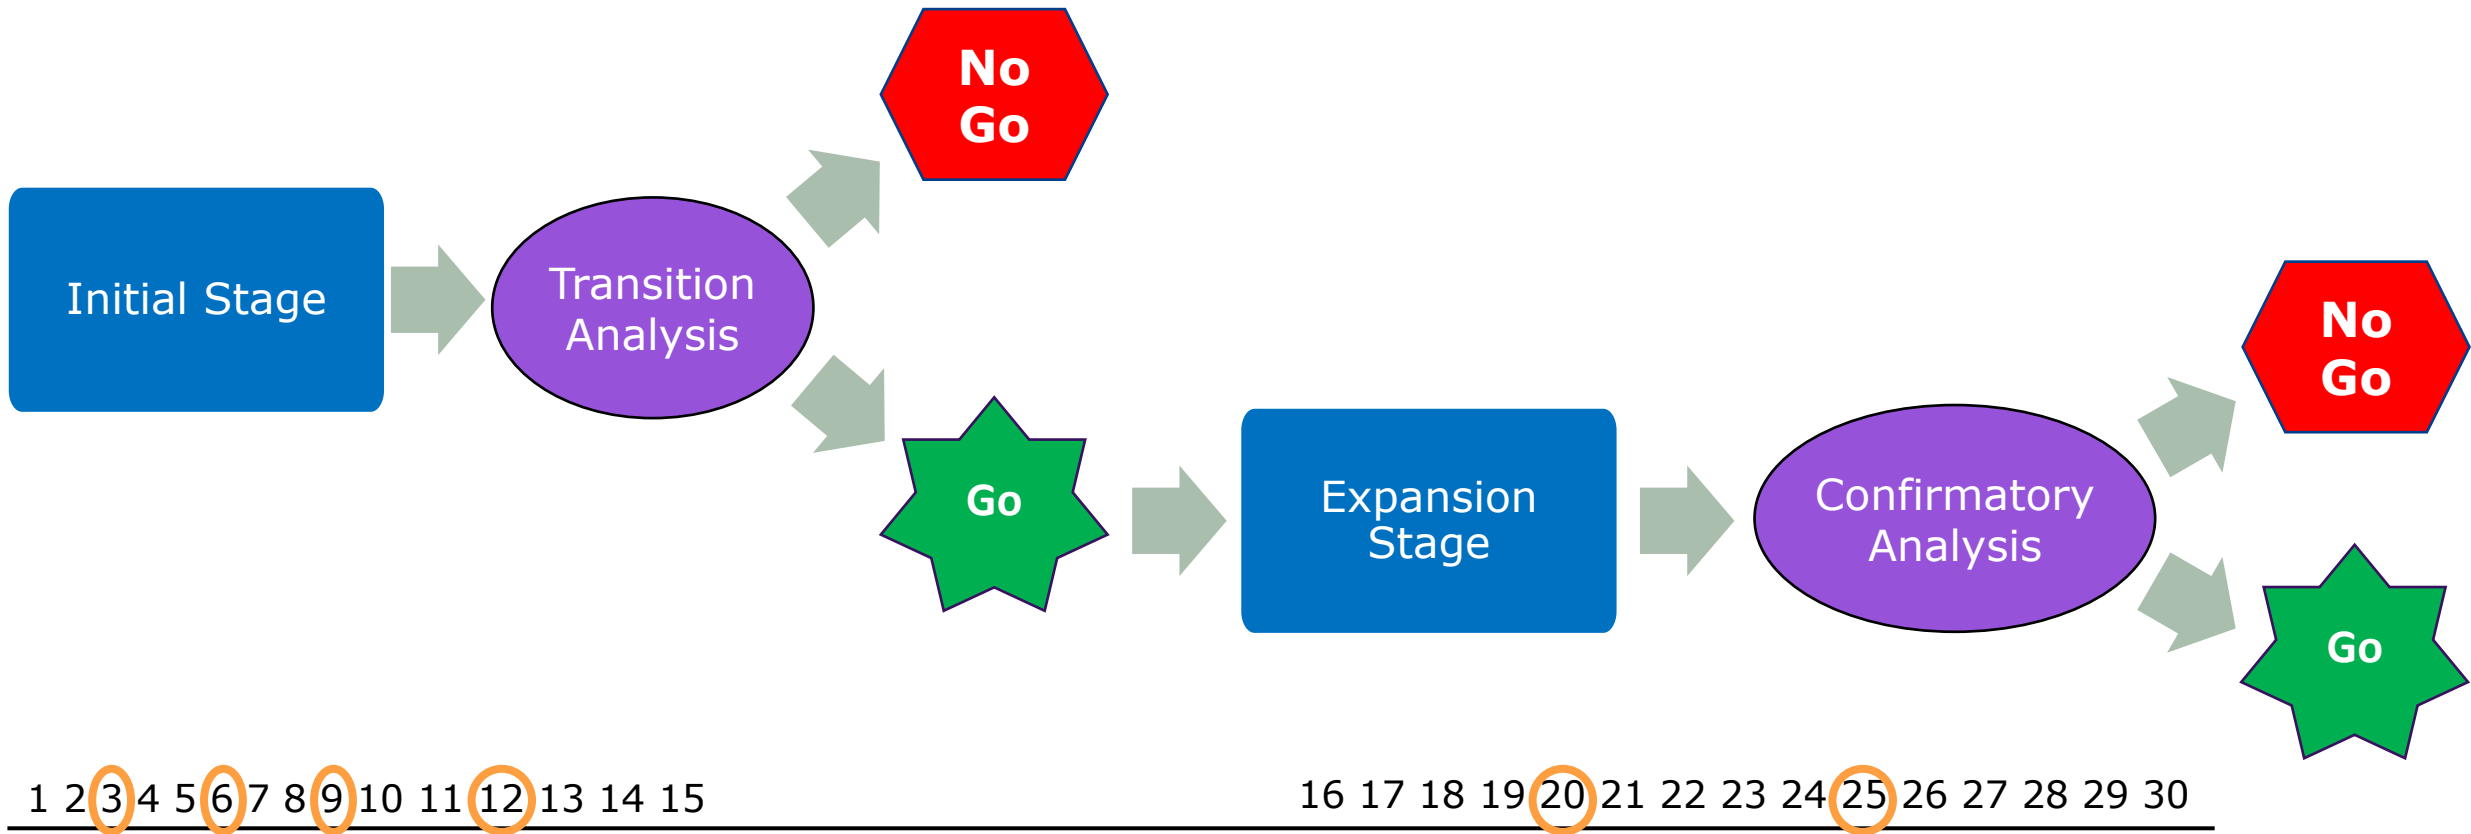 No
Go
Initial Stage
Transition
Analysis
Go
Expansion
Stage
Confirmatory
Analysis
No
Go
Go
1 2 3 4 5 6 7 8 9 10 11 12 13 14 15
16 17 18 19 20 21 22 23 24 25 26 27 28 29 30